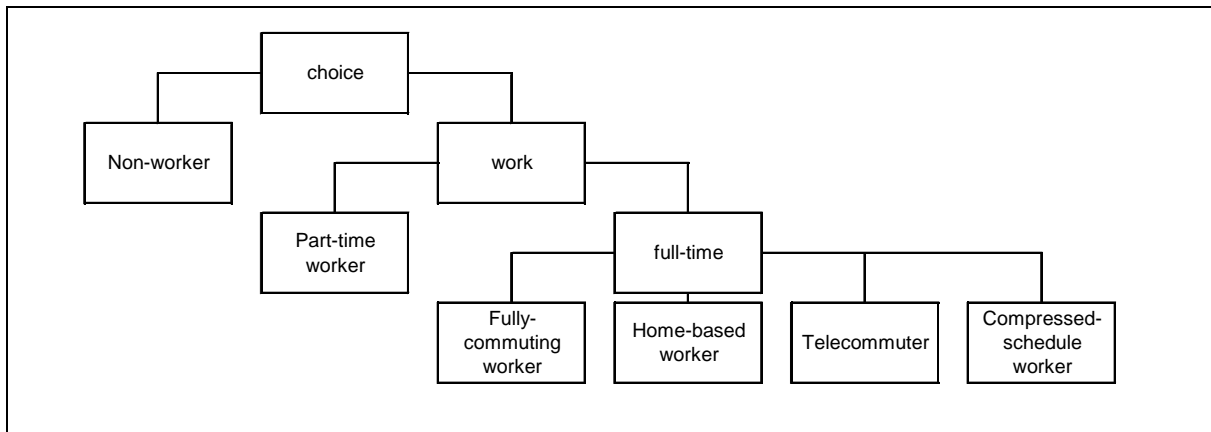 choice
Non-worker
work
Part-time
worker
full-time
Fully-
commuting
worker
Home-based
worker
Telecommuter
Compressed-
schedule
worker